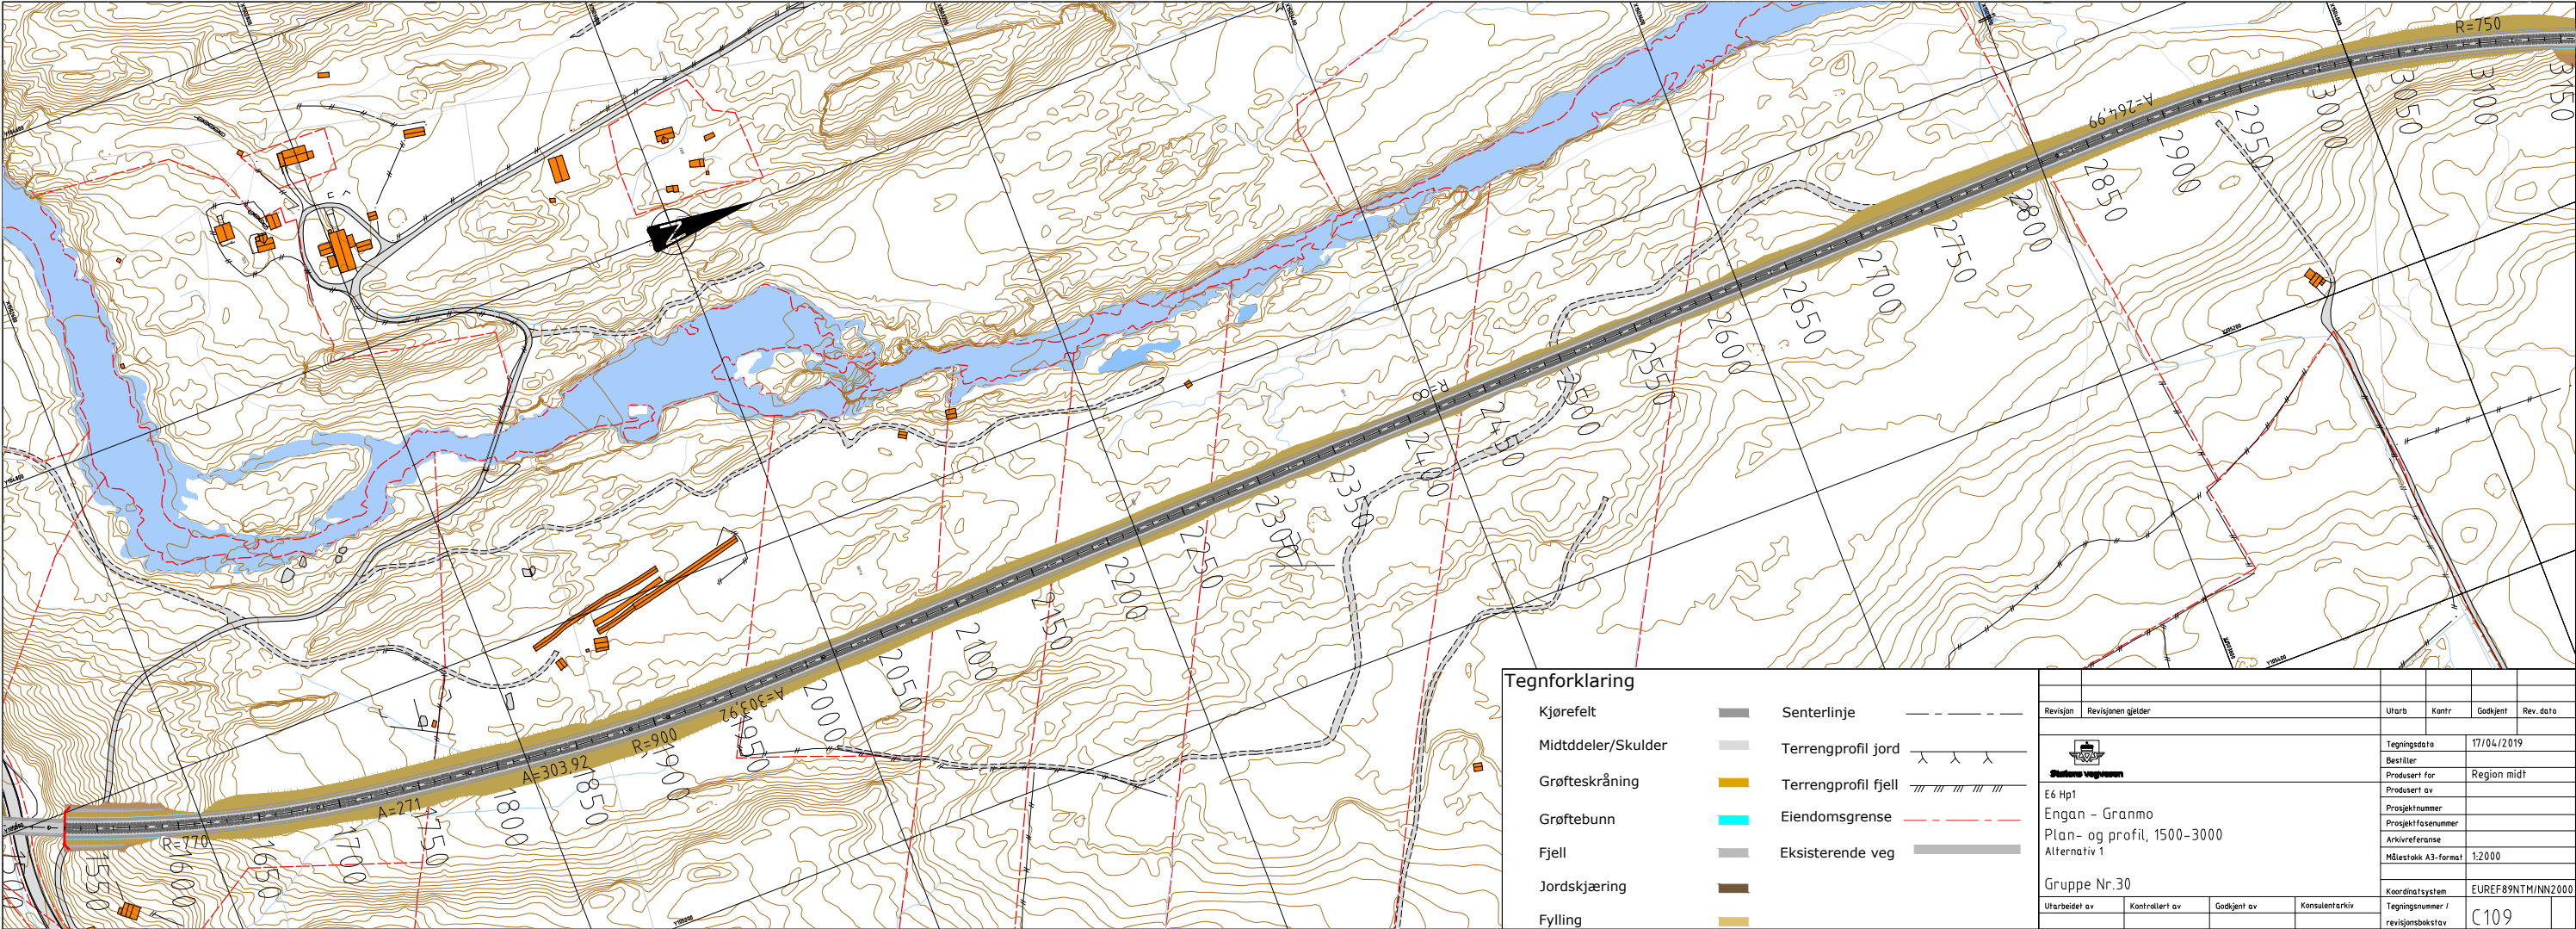 R=750
3150
3100
3050
3000
2950
2900
2850
2800
2750
2700
2650
2600
2550
2500
2450
2400
2350
2300
2250
2200
2150
2100
2050
2000
1950
1900
1850
1800
1750
1700
1650
1600
1550
1500
A=264,99
R=∞
A=303,92
R=900
A=303,92
A=271
R=770
N
Tegnforklaring
Kjørefelt
Midtddeler/Skulder
Grøfteskråning
Grøftebunn
Fjell
Jordskjæring
Fylling
Senterlinje
Terrengprofil jord
Terrengprofil fjell
Eiendomsgrense
Eksisterende veg
Revisjon Revisjonen gjelder Utarb Kontr Godkjent Rev. dato
Statens vegvesen
Tegningsdato 17/04/2019
Bestiller
Produsert for Region midt
Produsert av
Prosjektnummer
Prosjektfasenummer
Arkivreferanse
Målestokk A3-format 1:2000
Koordinatsystem EUREF89NTM/NN2000
E6 Hp1
Engan - Granmo
Plan- og profil, 1500-3000
Alternativ 1
Gruppe Nr.30
Utarbeidet av Kontrollert av Godkjent av Konsulentarkiv
Tegningsnummer / revisjonsbokstav C109